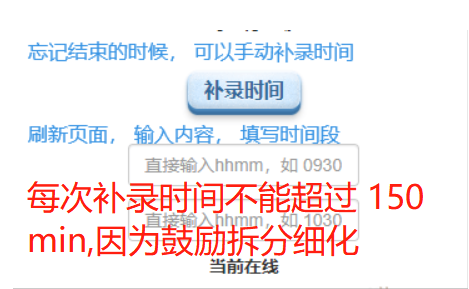 忘记结束的时候， 可以手动补录时间
补录时间
刷新页面， 输入内容， 填写时间段
直接输入hhmm，如 0930
每次补录时间不能超过 150
直接输入hhmm，如 1030
min,因为鼓励拆分细化
当前在线